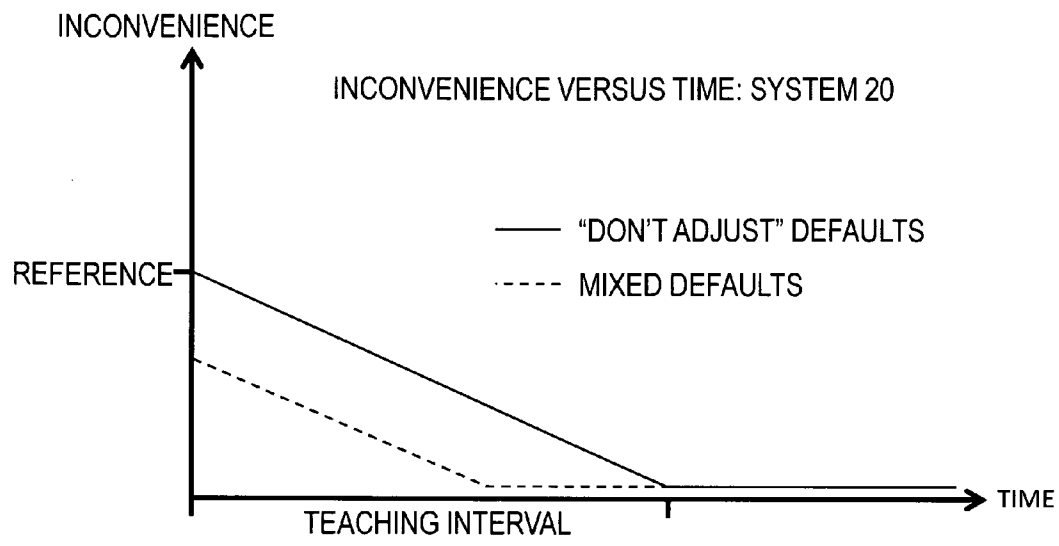 INCONVENIENCE
INCONVENIENCE VERSUS TIME: SYSTEM 20
"DON'T ADJUST" DEFAULTS
REFERENCE
MIXED DEFAULTS
TIME
TEACHING INTERVAL